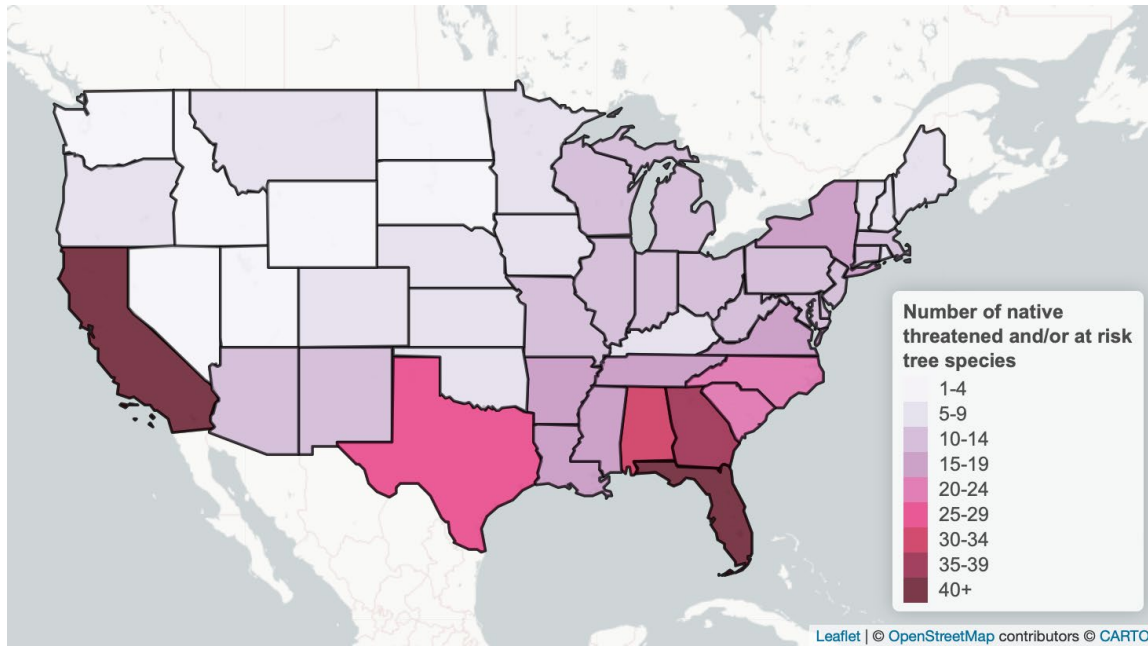 Number of native
threatened and/or at risk
tree species
1-4
5-9
10-14
15-19
20-24
25-29
30-34
35-39
40+
Leaflet | © OpenStreetMap contributors © CARTO